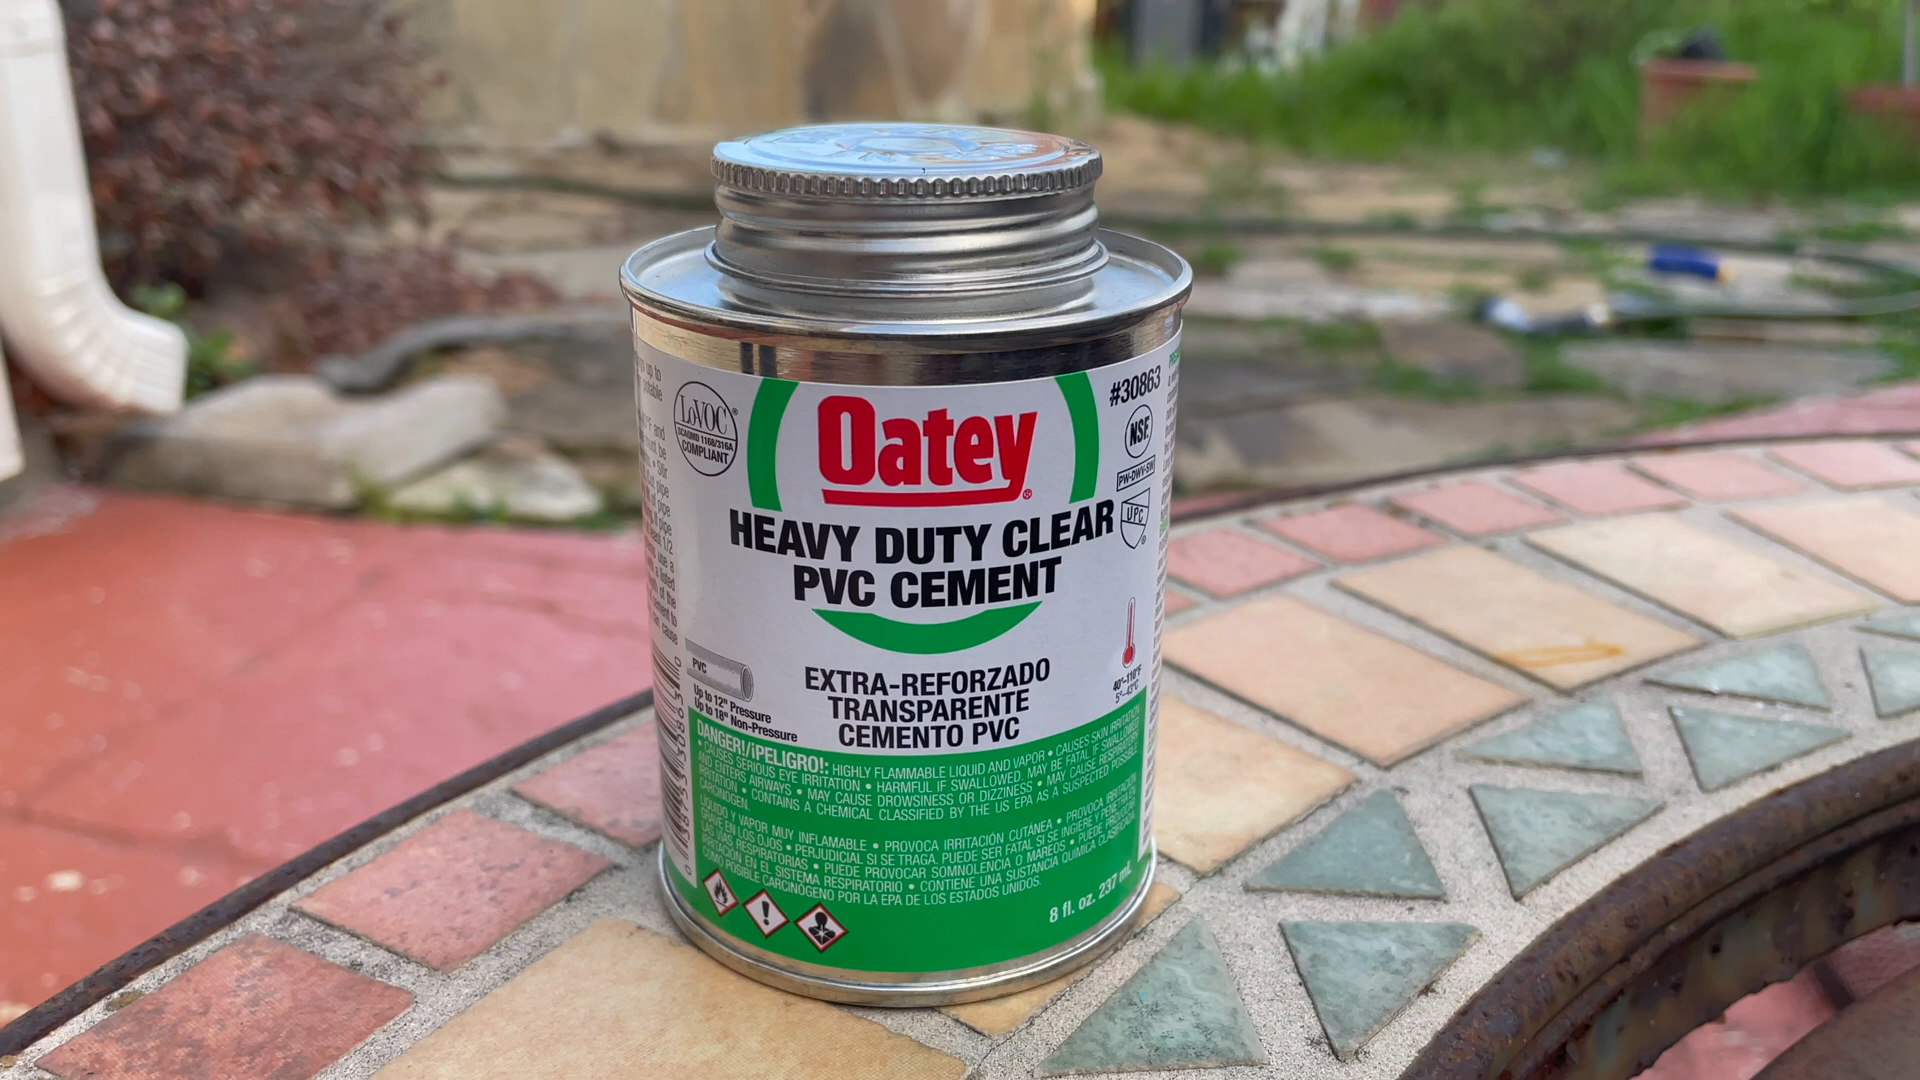 LoVOC®
SCAQMD 1168/316A
COMPLIANT
Oatey®
#30863
NSF®
PW-DWV-SW
UPC®
HEAVY DUTY CLEAR
PVC CEMENT
EXTRA-REFORZADO
TRANSPARENTE
CEMENTO PVC
PVC
Up to 12" Pressure
Up to 18" Non-Pressure
40°-110°F
5°-43°C
DANGER!/¡PELIGRO!: HIGHLY FLAMMABLE LIQUID AND VAPOR • CAUSES SKIN IRRITATION
• CAUSES SERIOUS EYE IRRITATION • HARMFUL IF SWALLOWED. MAY BE FATAL IF SWALLOWED
AND ENTERS AIRWAYS • MAY CAUSE DROWSINESS OR DIZZINESS • MAY CAUSE RESPIRATORY
IRRITATION • CONTAINS A CHEMICAL CLASSIFIED BY THE US EPA AS A SUSPECTED POSSIBLE
CARCINOGEN.
LÍQUIDO Y VAPOR MUY INFLAMABLE • PROVOCA IRRITACIÓN CUTÁNEA • PROVOCA IRRITACIÓN
GRAVE EN LOS OJOS • PERJUDICIAL SI SE TRAGA. PUEDE SER FATAL SI SE INGIERE Y PENETRA EN
LAS VÍAS RESPIRATORIAS • PUEDE PROVOCAR SOMNOLENCIA O MAREOS • PUEDE PROVOCAR
IRRITACIÓN EN EL SISTEMA RESPIRATORIO • CONTIENE UNA SUSTANCIA QUÍMICA CLASIFICADA
COMO POSIBLE CARCINÓGENO POR LA EPA DE LOS ESTADOS UNIDOS.
8 fl. oz. 237 mL